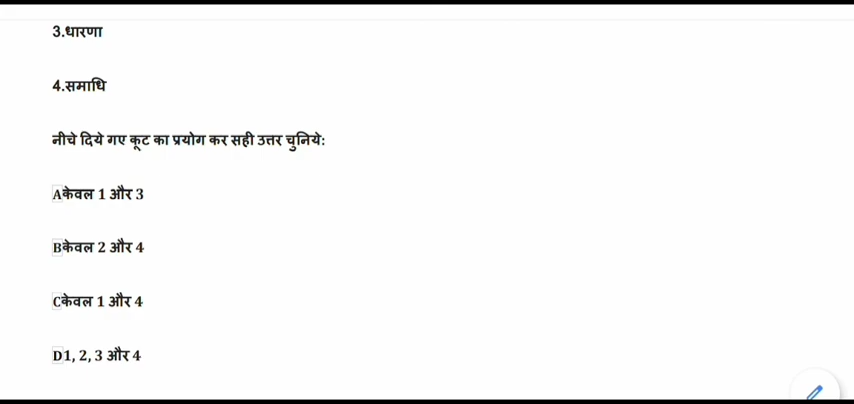 3.धारणा
4.समाधि
नीचे दिये गए कूट का प्रयोग कर सही उत्तर चुनिये:
Aकेवल 1 और 3
Bकेवल 2 और 4
Cकेवल 1 और 4
D1, 2, 3 और 4